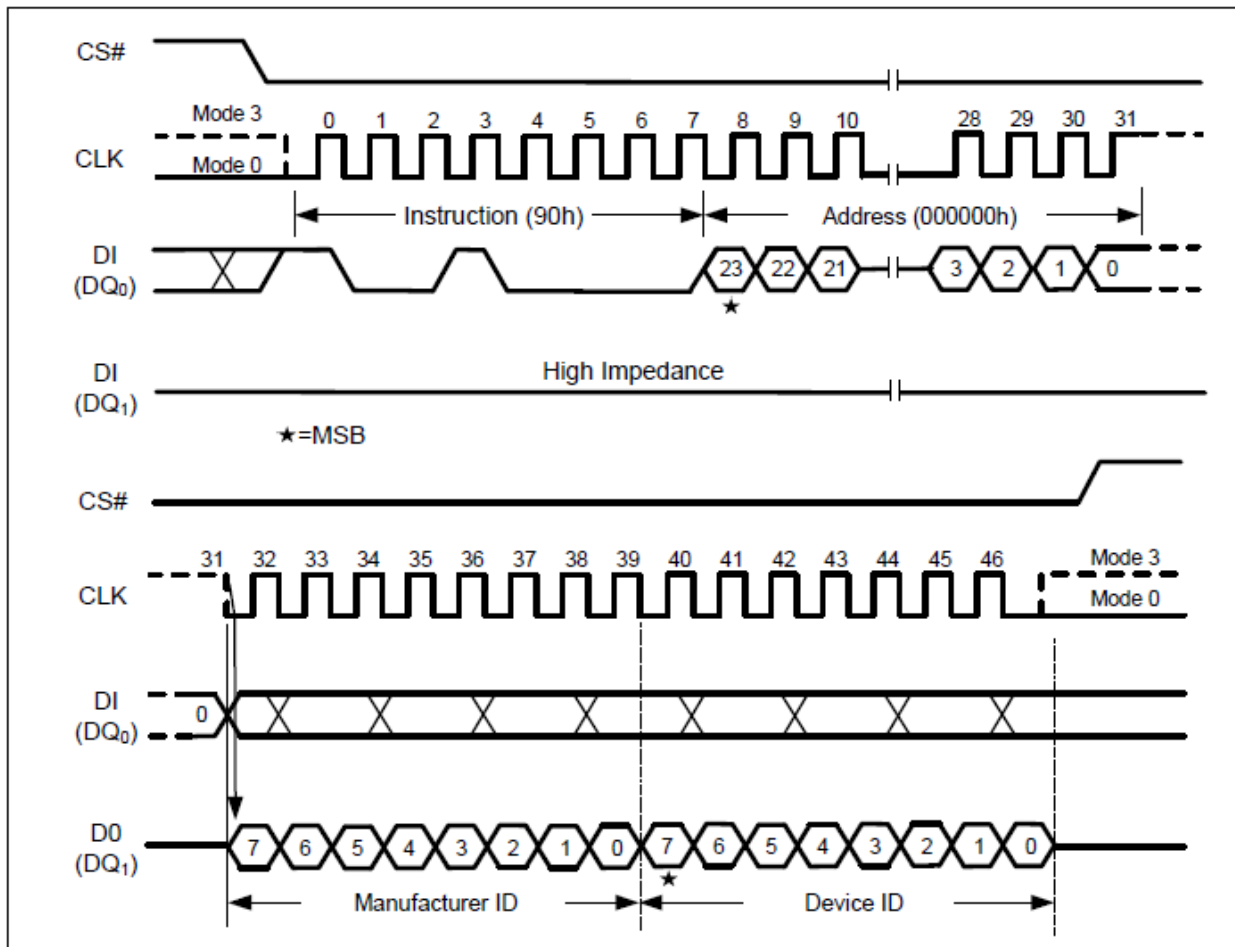 CS#
Mode 3
0 1 2 3 4 5 6 7 8 9 10 28 29 30 31
CLK
Mode 0
Instruction (90h) Address (000000h)
DI
(DQ0)
23 22 21 3 2 1 0
★
High Impedance
DI
(DQ1)
★=MSB
CS#
31 32 33 34 35 36 37 38 39 40 41 42 43 44 45 46
Mode 3
CLK
Mode 0
DI
(DQ0)
0
D0
(DQ1)
7 6 5 4 3 2 1 0 7 6 5 4 3 2 1 0
★
Manufacturer ID Device ID